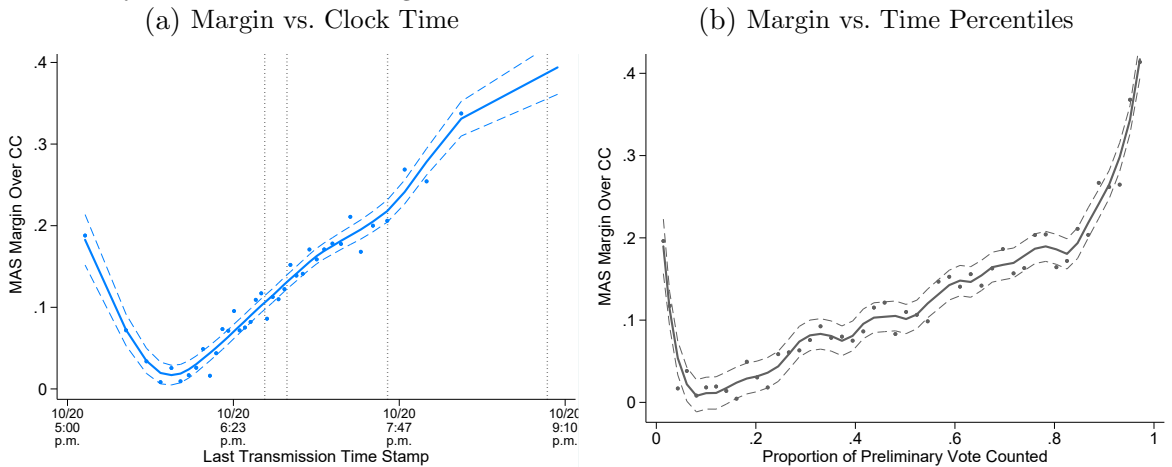 (a) Margin vs. Clock Time
MAS Margin Over CC
.4
.3
.2
.1
0
10/20
5:00
p.m.
10/20
6:23
p.m.
10/20
7:47
p.m.
10/20
9:10
p.m.
Last Transmission Time Stamp
(b) Margin vs. Time Percentiles
MAS Margin Over CC
.4
.3
.2
.1
0
0 .2 .4 .6 .8 1
Proportion of Preliminary Vote Counted